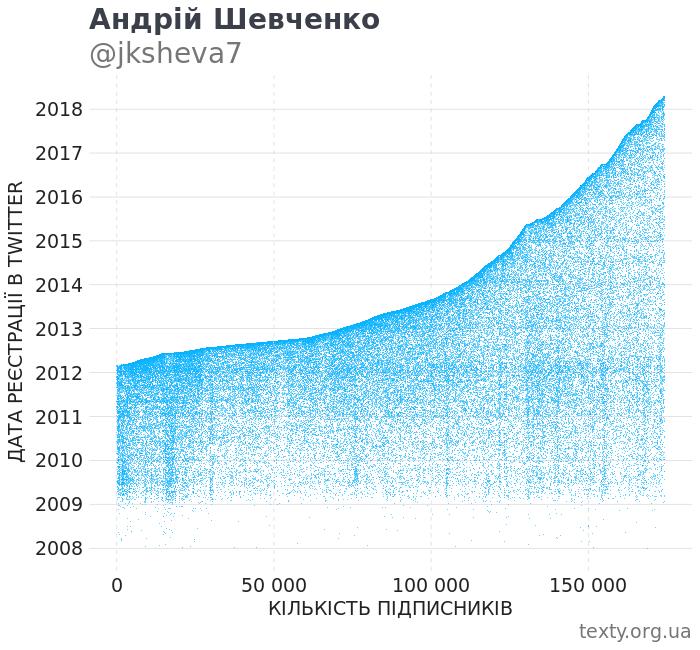 Андрій Шевченко
@jksheva7
ДАТА РЕЄСТРАЦІЇ В TWITTER
2018
2017
2016
2015
2014
2013
2012
2011
2010
2009
2008
0 50 000 100 000 150 000
КІЛЬКІСТЬ ПІДПИСНИКІВ
texty.org.ua